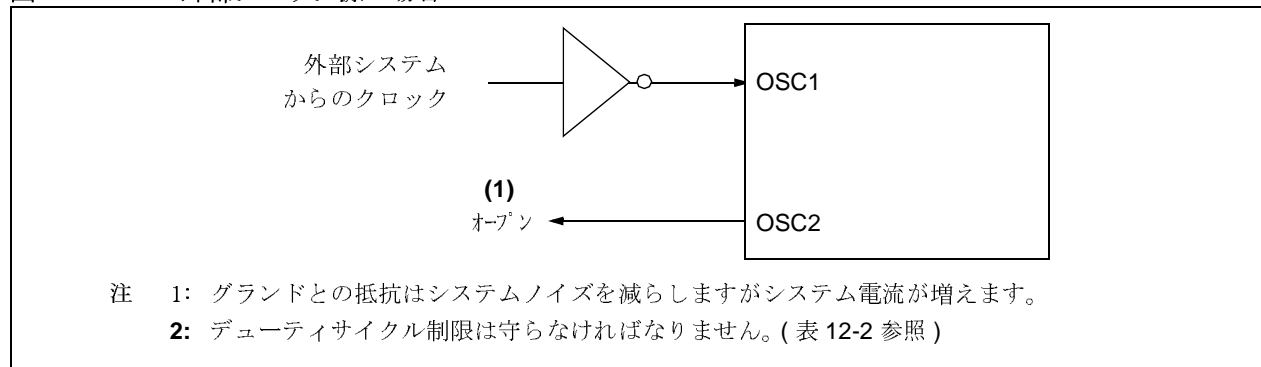 外部システム
からのクロック
OSC1
(1)
オープン
OSC2
注 1: グランドとの抵抗はシステムノイズを減らしますがシステム電流が増えます。
2: デューティサイクル制限は守らなければなりません。( 表 12-2 参照 )